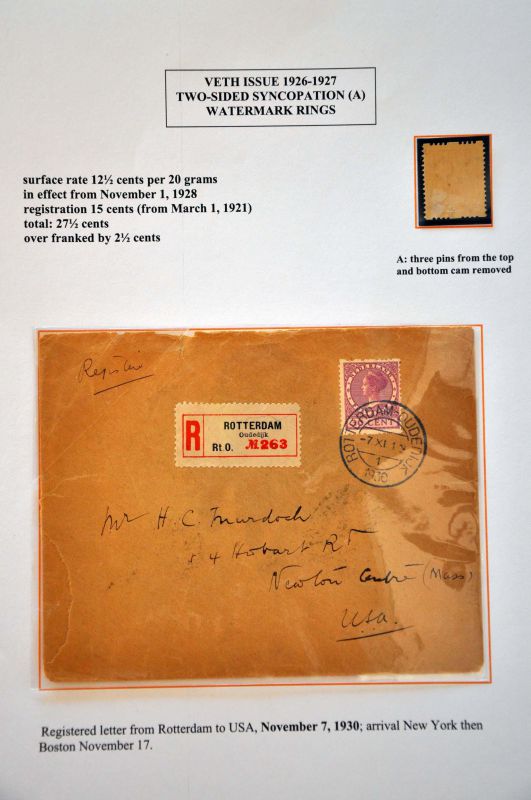 VETH ISSUE 1926-1927
TWO-SIDED SYNCOPATION (A)
WATERMARK RINGS
surface rate 12½ cents per 20 grams
in effect from November 1, 1928
registration 15 cents (from March 1, 1921)
total: 27½ cents
over franked by 2½ cents
A: three pins from the top
and bottom cam removed
NEDERLAND
CENT
ROTTERDAM-OUDEDIJK
-7.XI.1
1930
R
ROTTERDAM
Oudedijk
Rt.O. № 263
Mr H. C. Murdoch
54 Hobart Rd
Newton Centre (Mass)
USA.
Registered letter from Rotterdam to USA, November 7, 1930; arrival New York then
Boston November 17.